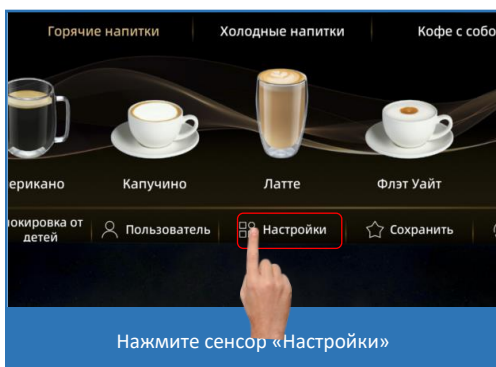 Горячие напитки Холодные напитки Кофе с собо
ерикано Капучино Латте Флэт Уайт
локировка от детей Пользователь Настройки Сохранить
Нажмите сенсор «Настройки»